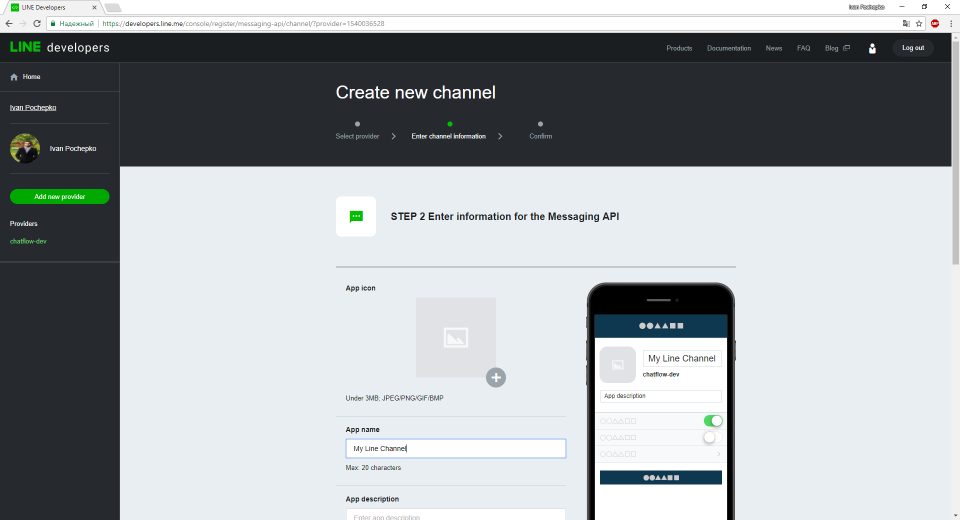 LINE Developers
Ivan Pochepko
Надежный
https://developers.line.me/console/register/messaging-api/channel/?provider=1540036528
LINE developers
Products
Documentation
News
FAQ
Blog
Log out
Home
Ivan Pochepko
Ivan Pochepko
Add new provider
Providers
chatflow-dev
Create new channel
Select provider
Enter channel information
Confirm
STEP 2 Enter information for the Messaging API
App icon
Under 3MB; JPEG/PNG/GIF/BMP
App name
My Line Channel
Max: 20 characters
App description
Enter app description
My Line Channel
chatflow-dev
App description